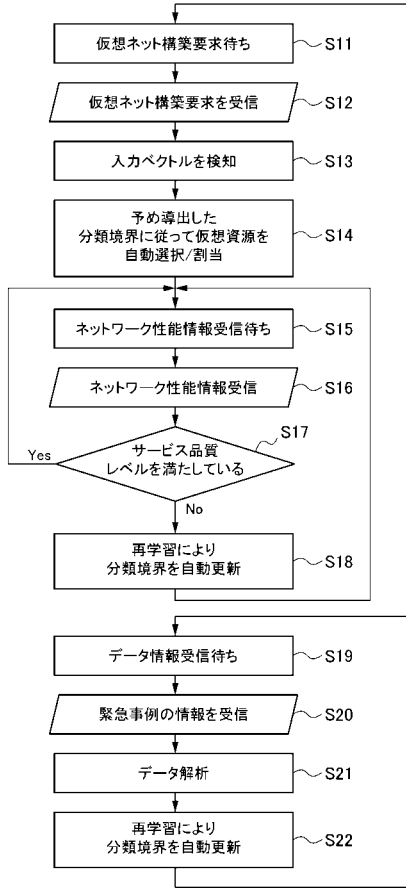 仮想ネット構築要求待ち
S11
仮想ネット構築要求を受信
S12
入力ベクトルを検知
S13
予め導出した
分類境界に従って仮想資源を
自動選択/割当
S14
ネットワーク性能情報受信待ち
S15
ネットワーク性能情報受信
S16
サービス品質
レベルを満たしている
S17
Yes
No
再学習により
分類境界を自動更新
S18
データ情報受信待ち
S19
緊急事例の情報を受信
S20
データ解析
S21
再学習により
分類境界を自動更新
S22